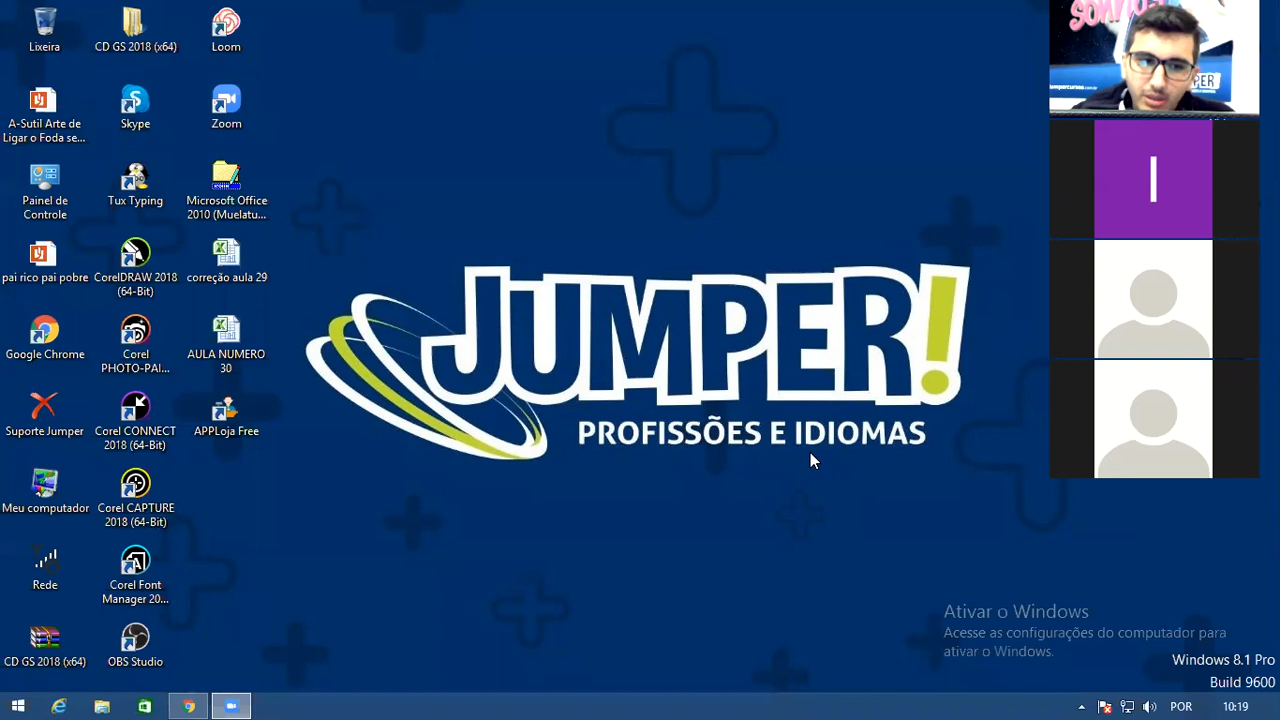 Lixeira
CD GS 2018 (x64)
Loom
A-Sutil Arte de
Ligar o Foda se...
Skype
Zoom
Painel de
Controle
Tux Typing
Microsoft Office
2010 (Muelatu...
pai rico pai pobre
CorelDRAW 2018
(64-Bit)
correção aula 29
Google Chrome
Corel
PHOTO-PAI...
AULA NUMERO
30
Suporte Jumper
Corel CONNECT
2018 (64-Bit)
APPLoja Free
Meu computador
Corel CAPTURE
2018 (64-Bit)
Rede
Corel Font
Manager 20...
CD GS 2018 (x64)
OBS Studio
JUMPER!
PROFISSÕES E IDIOMAS
I
Ativar o Windows
Acesse as configurações do computador para
ativar o Windows.
Windows 8.1 Pro
Build 9600
POR
10:19